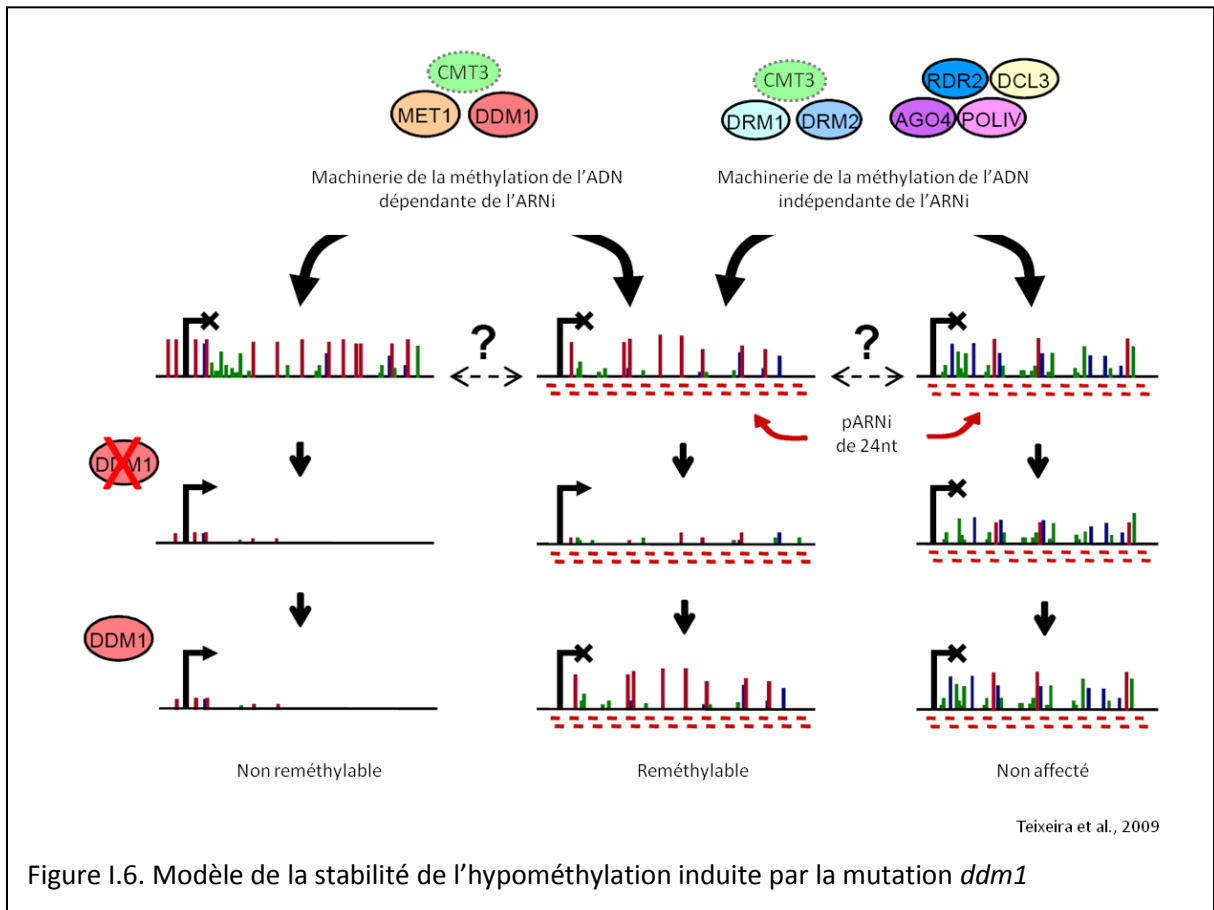 CMT3
MET1
DDM1
CMT3
DRM1
DRM2
RDR2
DCL3
AGO4
POLIV
Machinerie de la méthylation de l'ADN
dépendante de l'ARNi
Machinerie de la méthylation de l'ADN
indépendante de l'ARNi
?
?
pARNi
de 24nt
DDM1
DDM1
Non reméthylable
Reméthylable
Non affecté
Teixeira et al., 2009
Figure I.6. Modèle de la stabilité de l'hypométhylation induite par la mutation ddm1